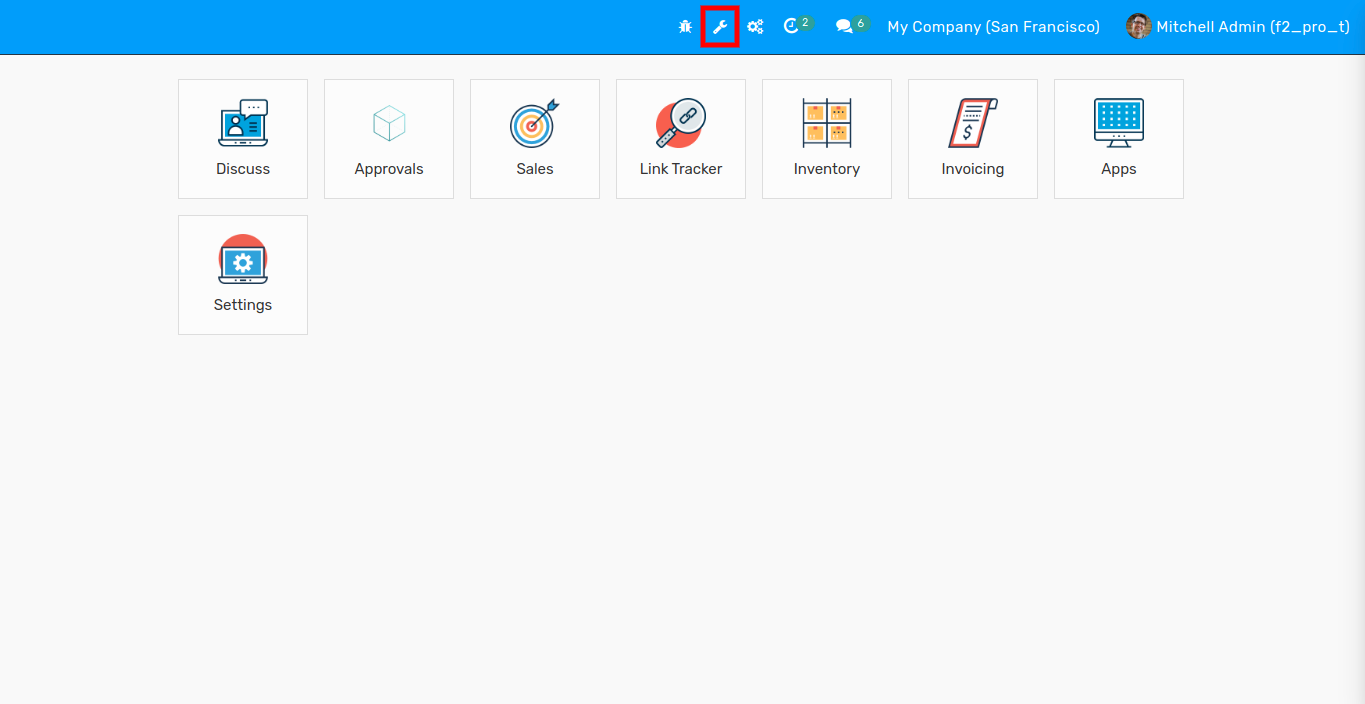 2 6 My Company (San Francisco) Mitchell Admin (f2_pro_t)
Discuss Approvals Sales Link Tracker Inventory Invoicing Apps
Settings